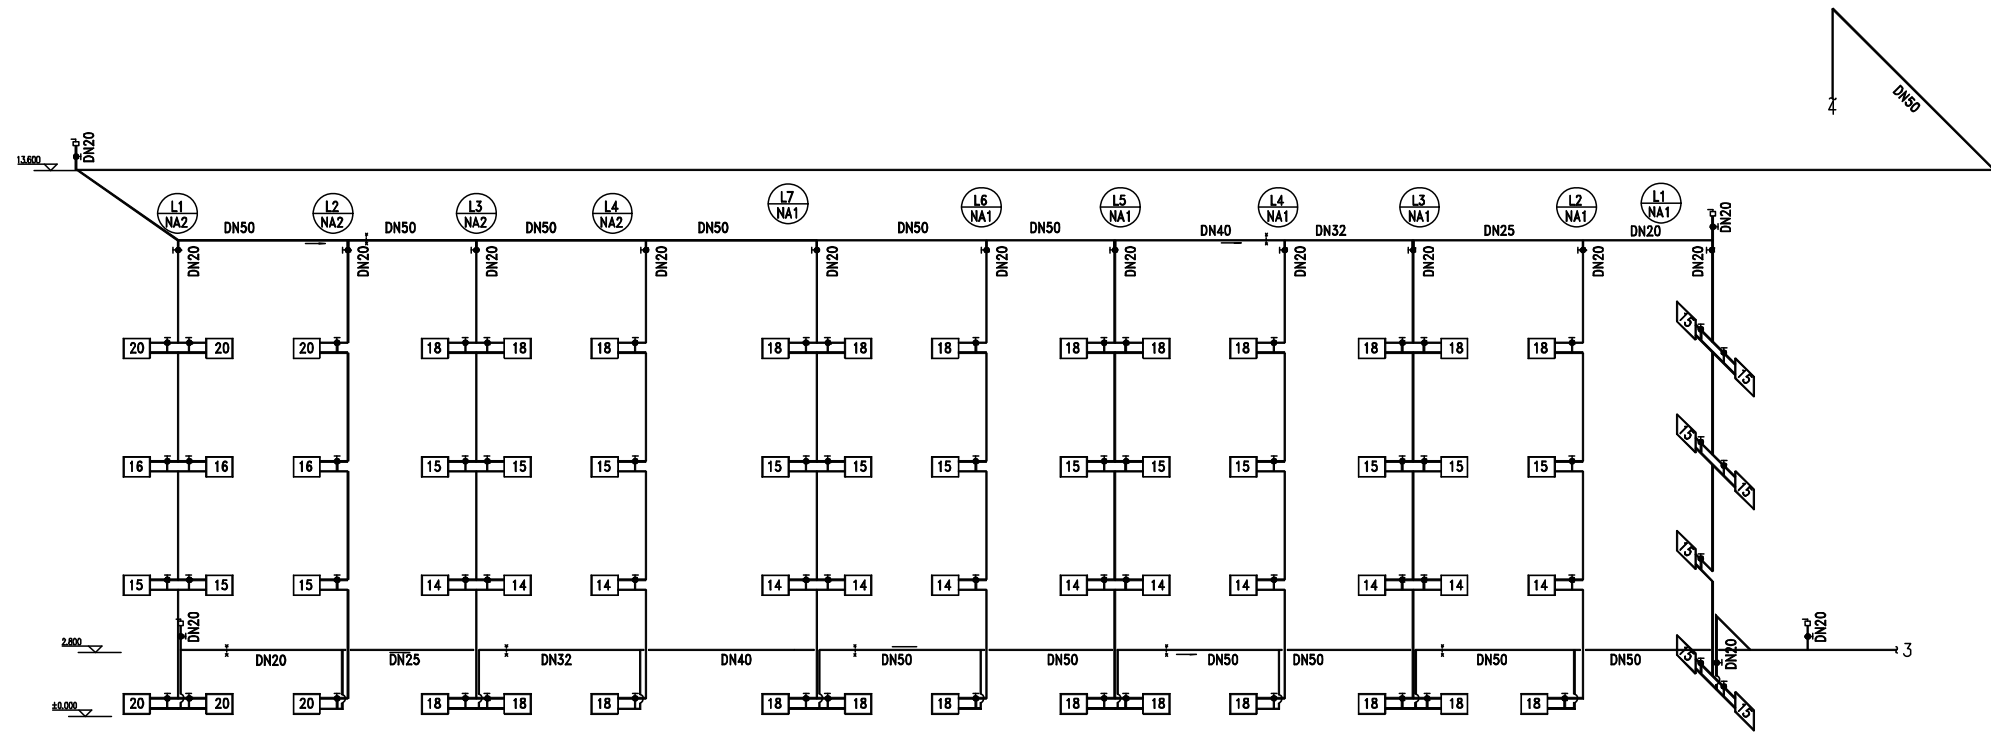 DN50
4
DN20
13.600
L1 NA2
L2 NA2
L3 NA2
L4 NA2
L7 NA1
L6 NA1
L5 NA1
L4 NA1
L3 NA1
L2 NA1
L1 NA1
DN20
DN50 DN50 DN50 DN50 DN50 DN50 DN40 DN32 DN25 DN20
DN20 DN20 DN20 DN20 DN20 DN20 DN20 DN20 DN20 DN20 DN20
20 20 20 18 18 18 18 18 18 18 18 18 18 18 18 15 15
16 16 16 15 15 15 15 15 15 15 15 15 15 15 15 15 15
15 15 15 14 14 14 14 14 14 14 14 14 14 14 14 15
DN20 DN20
2.800
3
DN20 DN25 DN32 DN40 DN50 DN50 DN50 DN50 DN50 DN50 DN20
±0.000
20 20 20 18 18 18 18 18 18 18 18 18 18 18 18 15 15